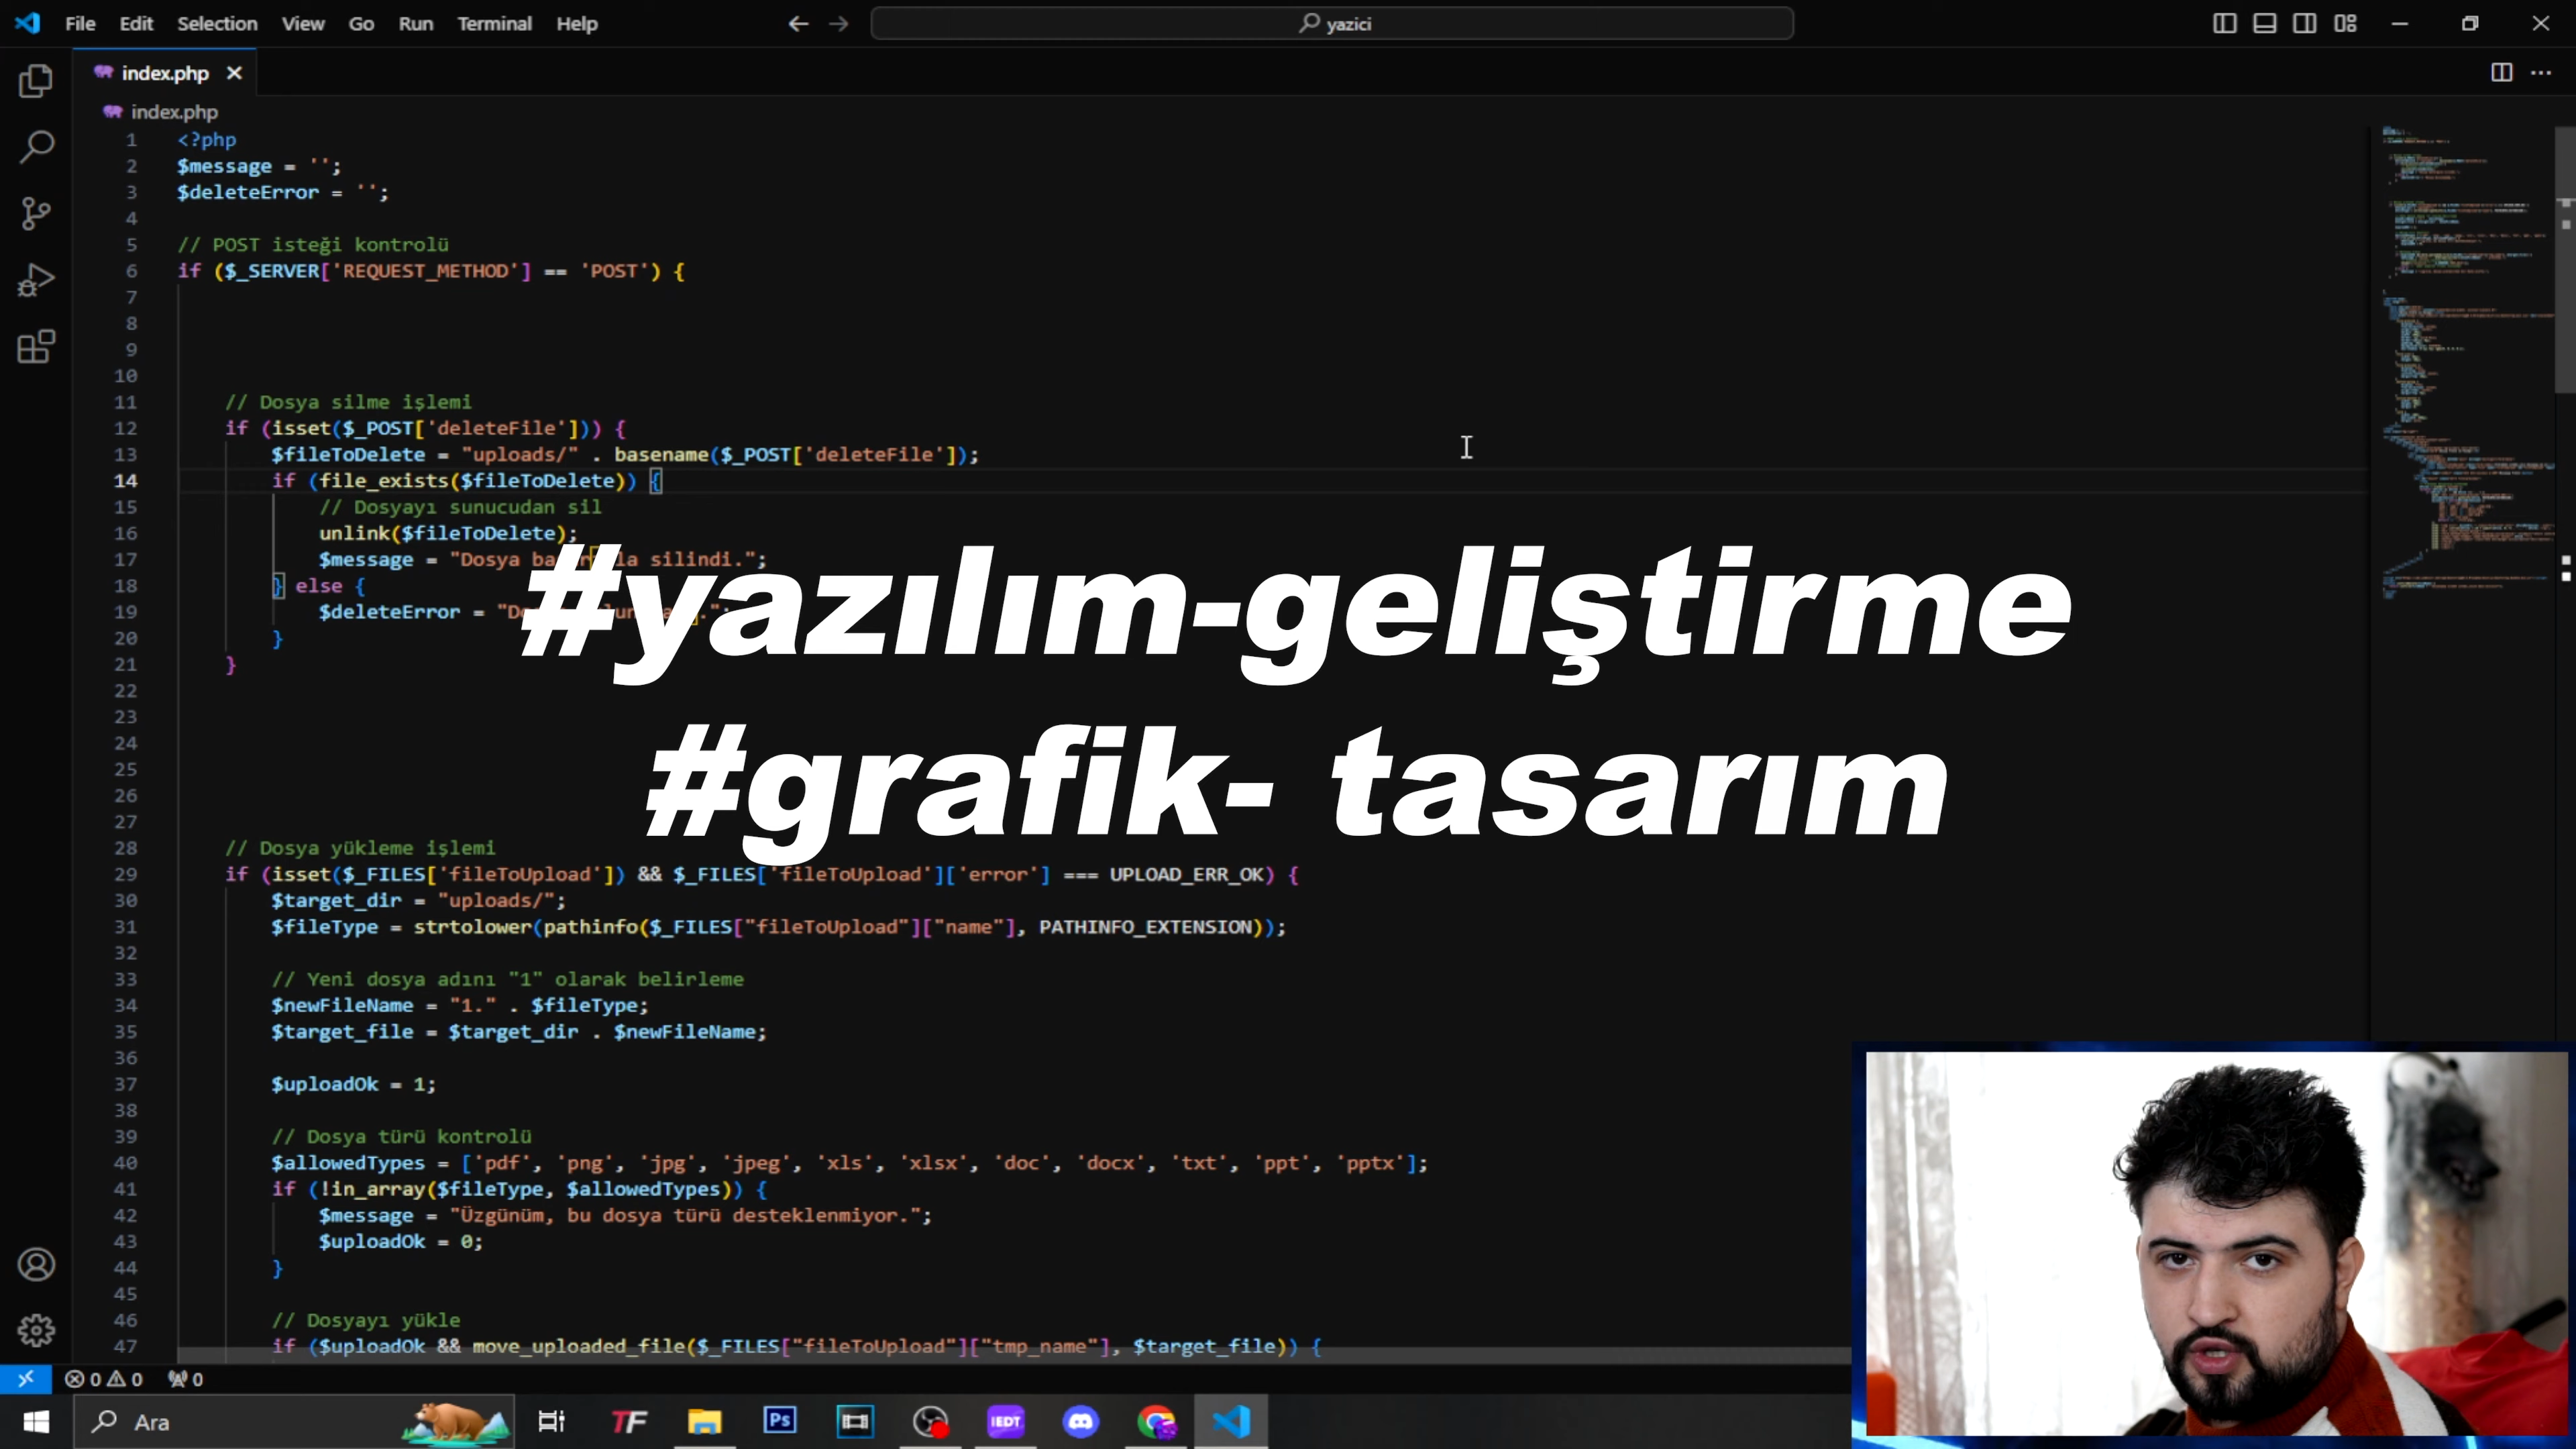 File Edit Selection View Go Run Terminal Help
yazici
index.php
index.php
1 <?php
2 $message = '';
3 $deleteError = '';
4
5 // POST isteği kontrolü
6 if ($_SERVER['REQUEST_METHOD'] == 'POST') {
7
8
9
10
11 // Dosya silme işlemi
12 if (isset($_POST['deleteFile'])) {
13 $fileToDelete = "uploads/" . basename($_POST['deleteFile']);
14 if (file_exists($fileToDelete)) {
15 // Dosyayı sunucudan sil
16 unlink($fileToDelete);
17 $message = "Dosya silindi.";
18 } else {
19 $deleteError = "
20 }
21 }
22
23
24
25
26
27
#yazılım-geliştirme
#grafik- tasarım
28 // Dosya yükleme işlemi
29 if (isset($_FILES['fileToUpload']) && $_FILES['fileToUpload']['error'] === UPLOAD_ERR_OK) {
30 $target_dir = "uploads/";
31 $fileType = strtolower(pathinfo($_FILES["fileToUpload"]["name"], PATHINFO_EXTENSION));
32
33 // Yeni dosya adını "1" olarak belirleme
34 $newFileName = "1." . $fileType;
35 $target_file = $target_dir . $newFileName;
36
37 $uploadOk = 1;
38
39 // Dosya türü kontrolü
40 $allowedTypes = ['pdf', 'png', 'jpg', 'jpeg', 'xls', 'xlsx', 'doc', 'docx', 'txt', 'ppt', 'pptx'];
41 if (!in_array($fileType, $allowedTypes)) {
42 $message = "Üzgünüm, bu dosya türü desteklenmiyor.";
43 $uploadOk = 0;
44 }
45
46 // Dosyayı yükle
47 if ($uploadOk && move_uploaded_file($_FILES["fileToUpload"]["tmp_name"], $target_file)) {
0 0 0
Ara TF Ps IEDT